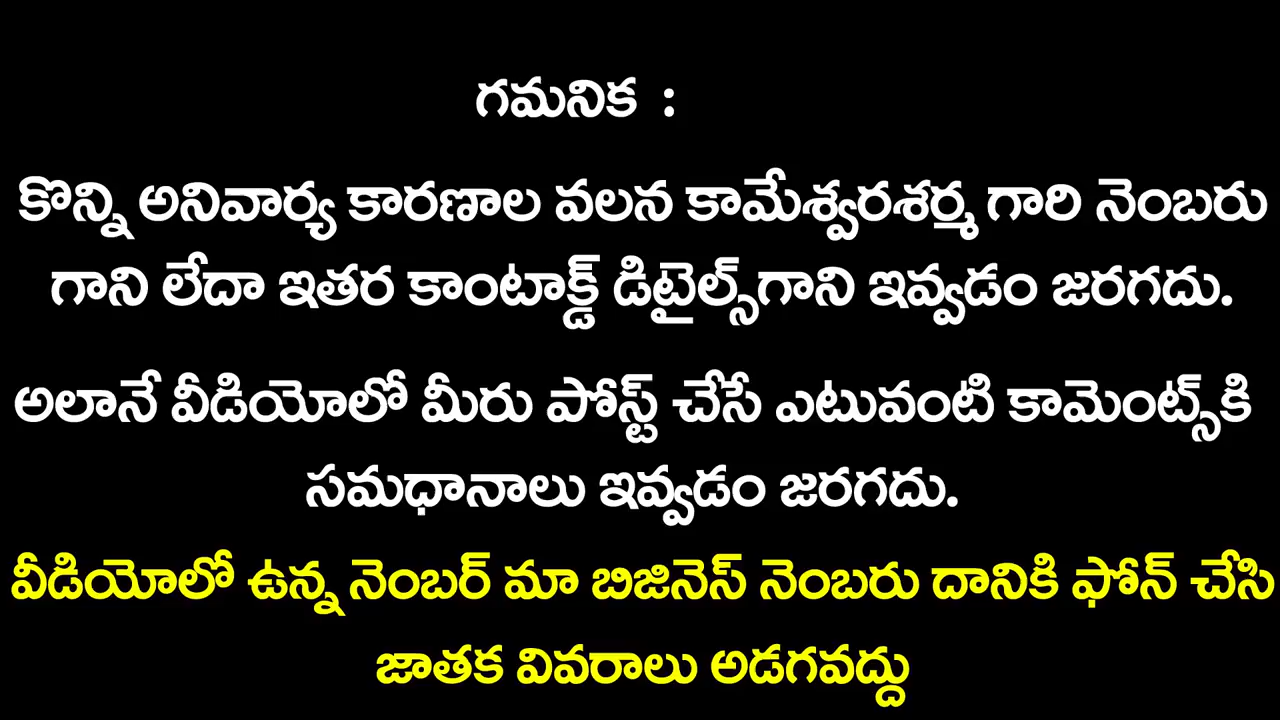 గమనిక :
కొన్ని అనివార్య కారణాల వలన కామేశ్వరశర్మ గారి నెంబరు
గాని లేదా ఇతర కాంటాక్డ్ డిటైల్స్‌గాని ఇవ్వడం జరగదు.
అలానే వీడియోలో మీరు పోస్ట్ చేసే ఎటువంటి కామెంట్స్‌కి
సమధానాలు ఇవ్వడం జరగదు.
వీడియోలో ఉన్న నెంబర్ మా బిజినెస్ నెంబరు దానికి ఫోన్ చేసి
జాతక వివరాలు అడగవద్దు